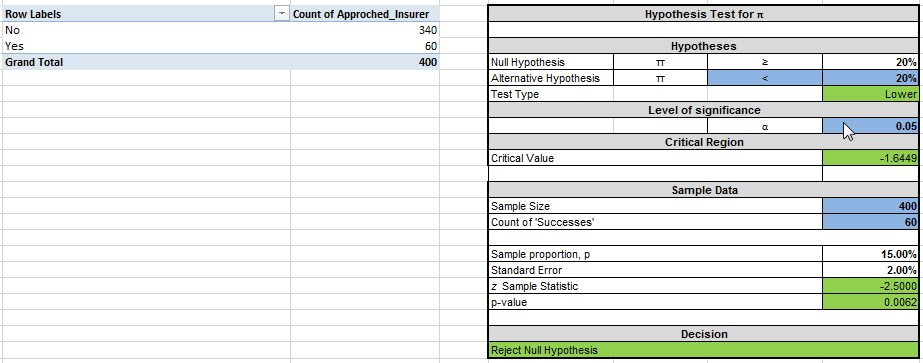 Row Labels Count of Approched_Insurer
No 340
Yes 60
Grand Total 400
Hypothesis Test for π
Hypotheses
Null Hypothesis π ≥ 20%
Alternative Hypothesis π < 20%
Test Type Lower
Level of significance
α 0.05
Critical Region
Critical Value -1.6449
Sample Data
Sample Size 400
Count of 'Successes' 60
Sample proportion, p 15.00%
Standard Error 2.00%
z Sample Statistic -2.5000
p-value 0.0062
Decision
Reject Null Hypothesis